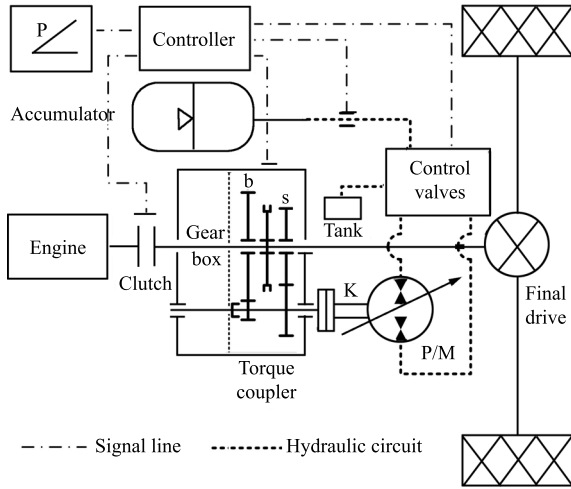 P
Controller
Accumulator
Control
valves
b
s
Tank
Engine
Gear
box
Clutch
K
Final
drive
P/M
Torque
coupler
Signal line
Hydraulic circuit